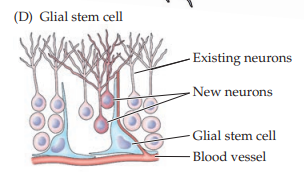 (D) Glial stem cell
Existing neurons
New neurons
Glial stem cell
Blood vessel